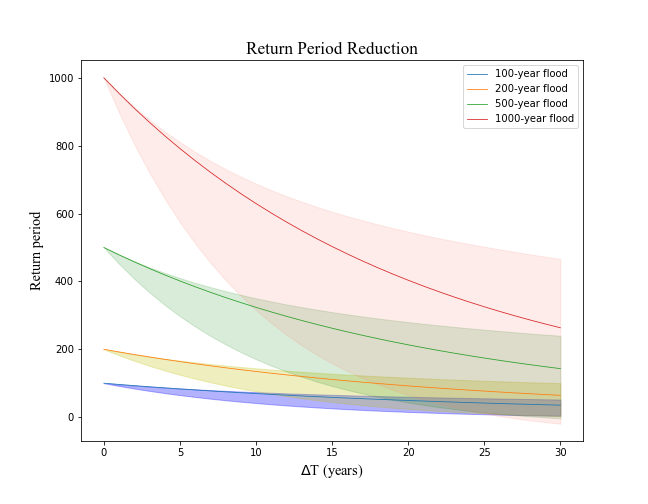 Return Period Reduction
100-year flood
200-year flood
500-year flood
1000-year flood
Return period
1000
800
600
400
200
0
0 5 10 15 20 25 30
ΔT (years)